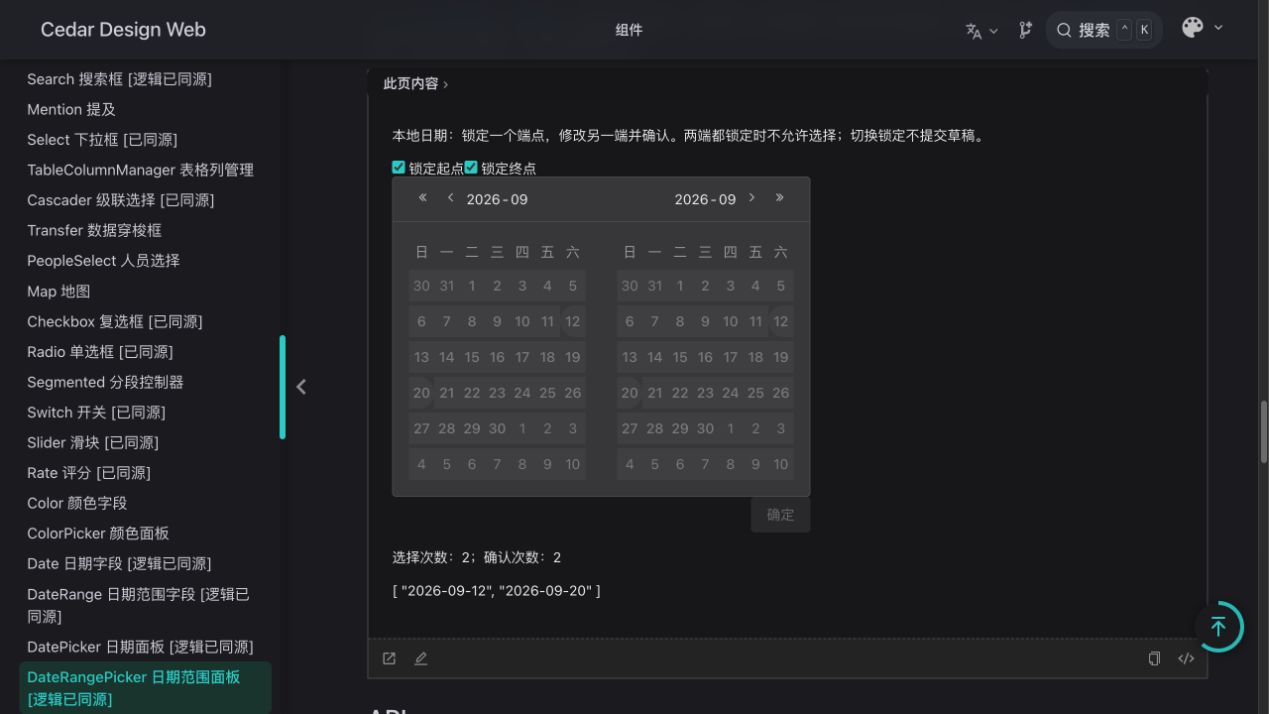 Cedar Design Web
组件
搜索 ^ K
Search 搜索框 [逻辑已同源]
Mention 提及
Select 下拉框 [已同源]
TableColumnManager 表格列管理
Cascader 级联选择 [已同源]
Transfer 数据穿梭框
PeopleSelect 人员选择
Map 地图
Checkbox 复选框 [已同源]
Radio 单选框 [已同源]
Segmented 分段控制器
Switch 开关 [已同源]
Slider 滑块 [已同源]
Rate 评分 [已同源]
Color 颜色字段
ColorPicker 颜色面板
Date 日期字段 [逻辑已同源]
DateRange 日期范围字段 [逻辑已
同源]
DatePicker 日期面板 [逻辑已同源]
DateRangePicker 日期范围面板
[逻辑已同源]
此页内容 ›
本地日期：锁定一个端点，修改另一端并确认。两端都锁定时不允许选择；切换锁定不提交草稿。
锁定起点 锁定终点
« ‹ 2026-09 2026-09 › »
日 一 二 三 四 五 六 日 一 二 三 四 五 六
30 31 1 2 3 4 5 30 31 1 2 3 4 5
6 7 8 9 10 11 12 6 7 8 9 10 11 12
13 14 15 16 17 18 19 13 14 15 16 17 18 19
20 21 22 23 24 25 26 20 21 22 23 24 25 26
27 28 29 30 1 2 3 27 28 29 30 1 2 3
4 5 6 7 8 9 10 4 5 6 7 8 9 10
确定
选择次数：2；确认次数：2
[ "2026-09-12", "2026-09-20" ]
API